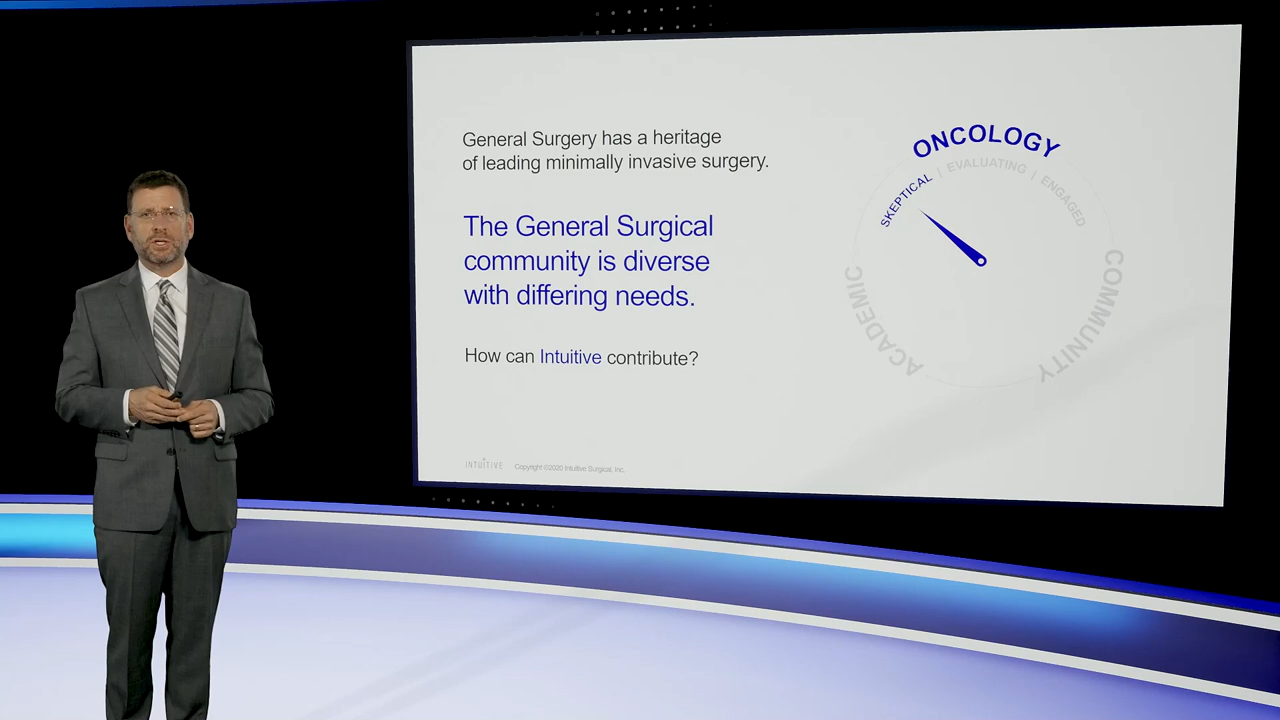 General Surgery has a heritage
of leading minimally invasive surgery.
The General Surgical
community is diverse
with differing needs.
How can Intuitive contribute?
INTUITIVE Copyright ©2020 Intuitive Surgical, Inc.
ONCOLOGY
SKEPTICAL | EVALUATING | ENGAGED
ACADEMIC
COMMUNITY